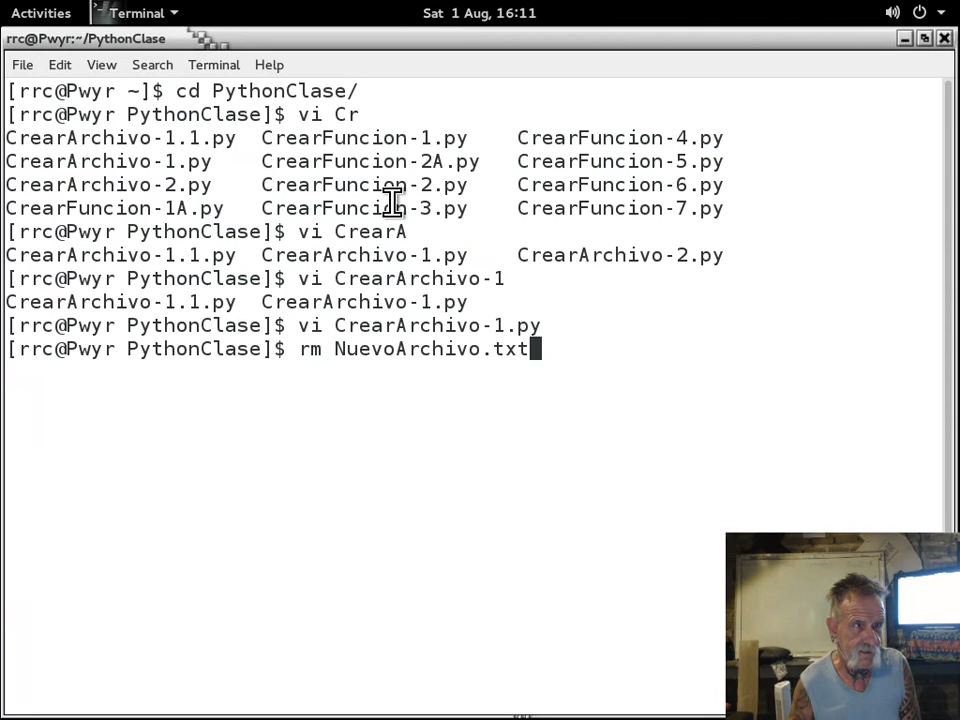 Activities Terminal Sat 1 Aug, 16:11
rrc@Pwyr:~/PythonClase
File Edit View Search Terminal Help
[rrc@Pwyr ~]$ cd PythonClase/
[rrc@Pwyr PythonClase]$ vi Cr
CrearArchivo-1.1.py CrearFuncion-1.py CrearFuncion-4.py
CrearArchivo-1.py CrearFuncion-2A.py CrearFuncion-5.py
CrearArchivo-2.py CrearFuncion-2.py CrearFuncion-6.py
CrearFuncion-1A.py CrearFuncion-3.py CrearFuncion-7.py
[rrc@Pwyr PythonClase]$ vi CrearA
CrearArchivo-1.1.py CrearArchivo-1.py CrearArchivo-2.py
[rrc@Pwyr PythonClase]$ vi CrearArchivo-1
CrearArchivo-1.1.py CrearArchivo-1.py
[rrc@Pwyr PythonClase]$ vi CrearArchivo-1.py
[rrc@Pwyr PythonClase]$ rm NuevoArchivo.txt